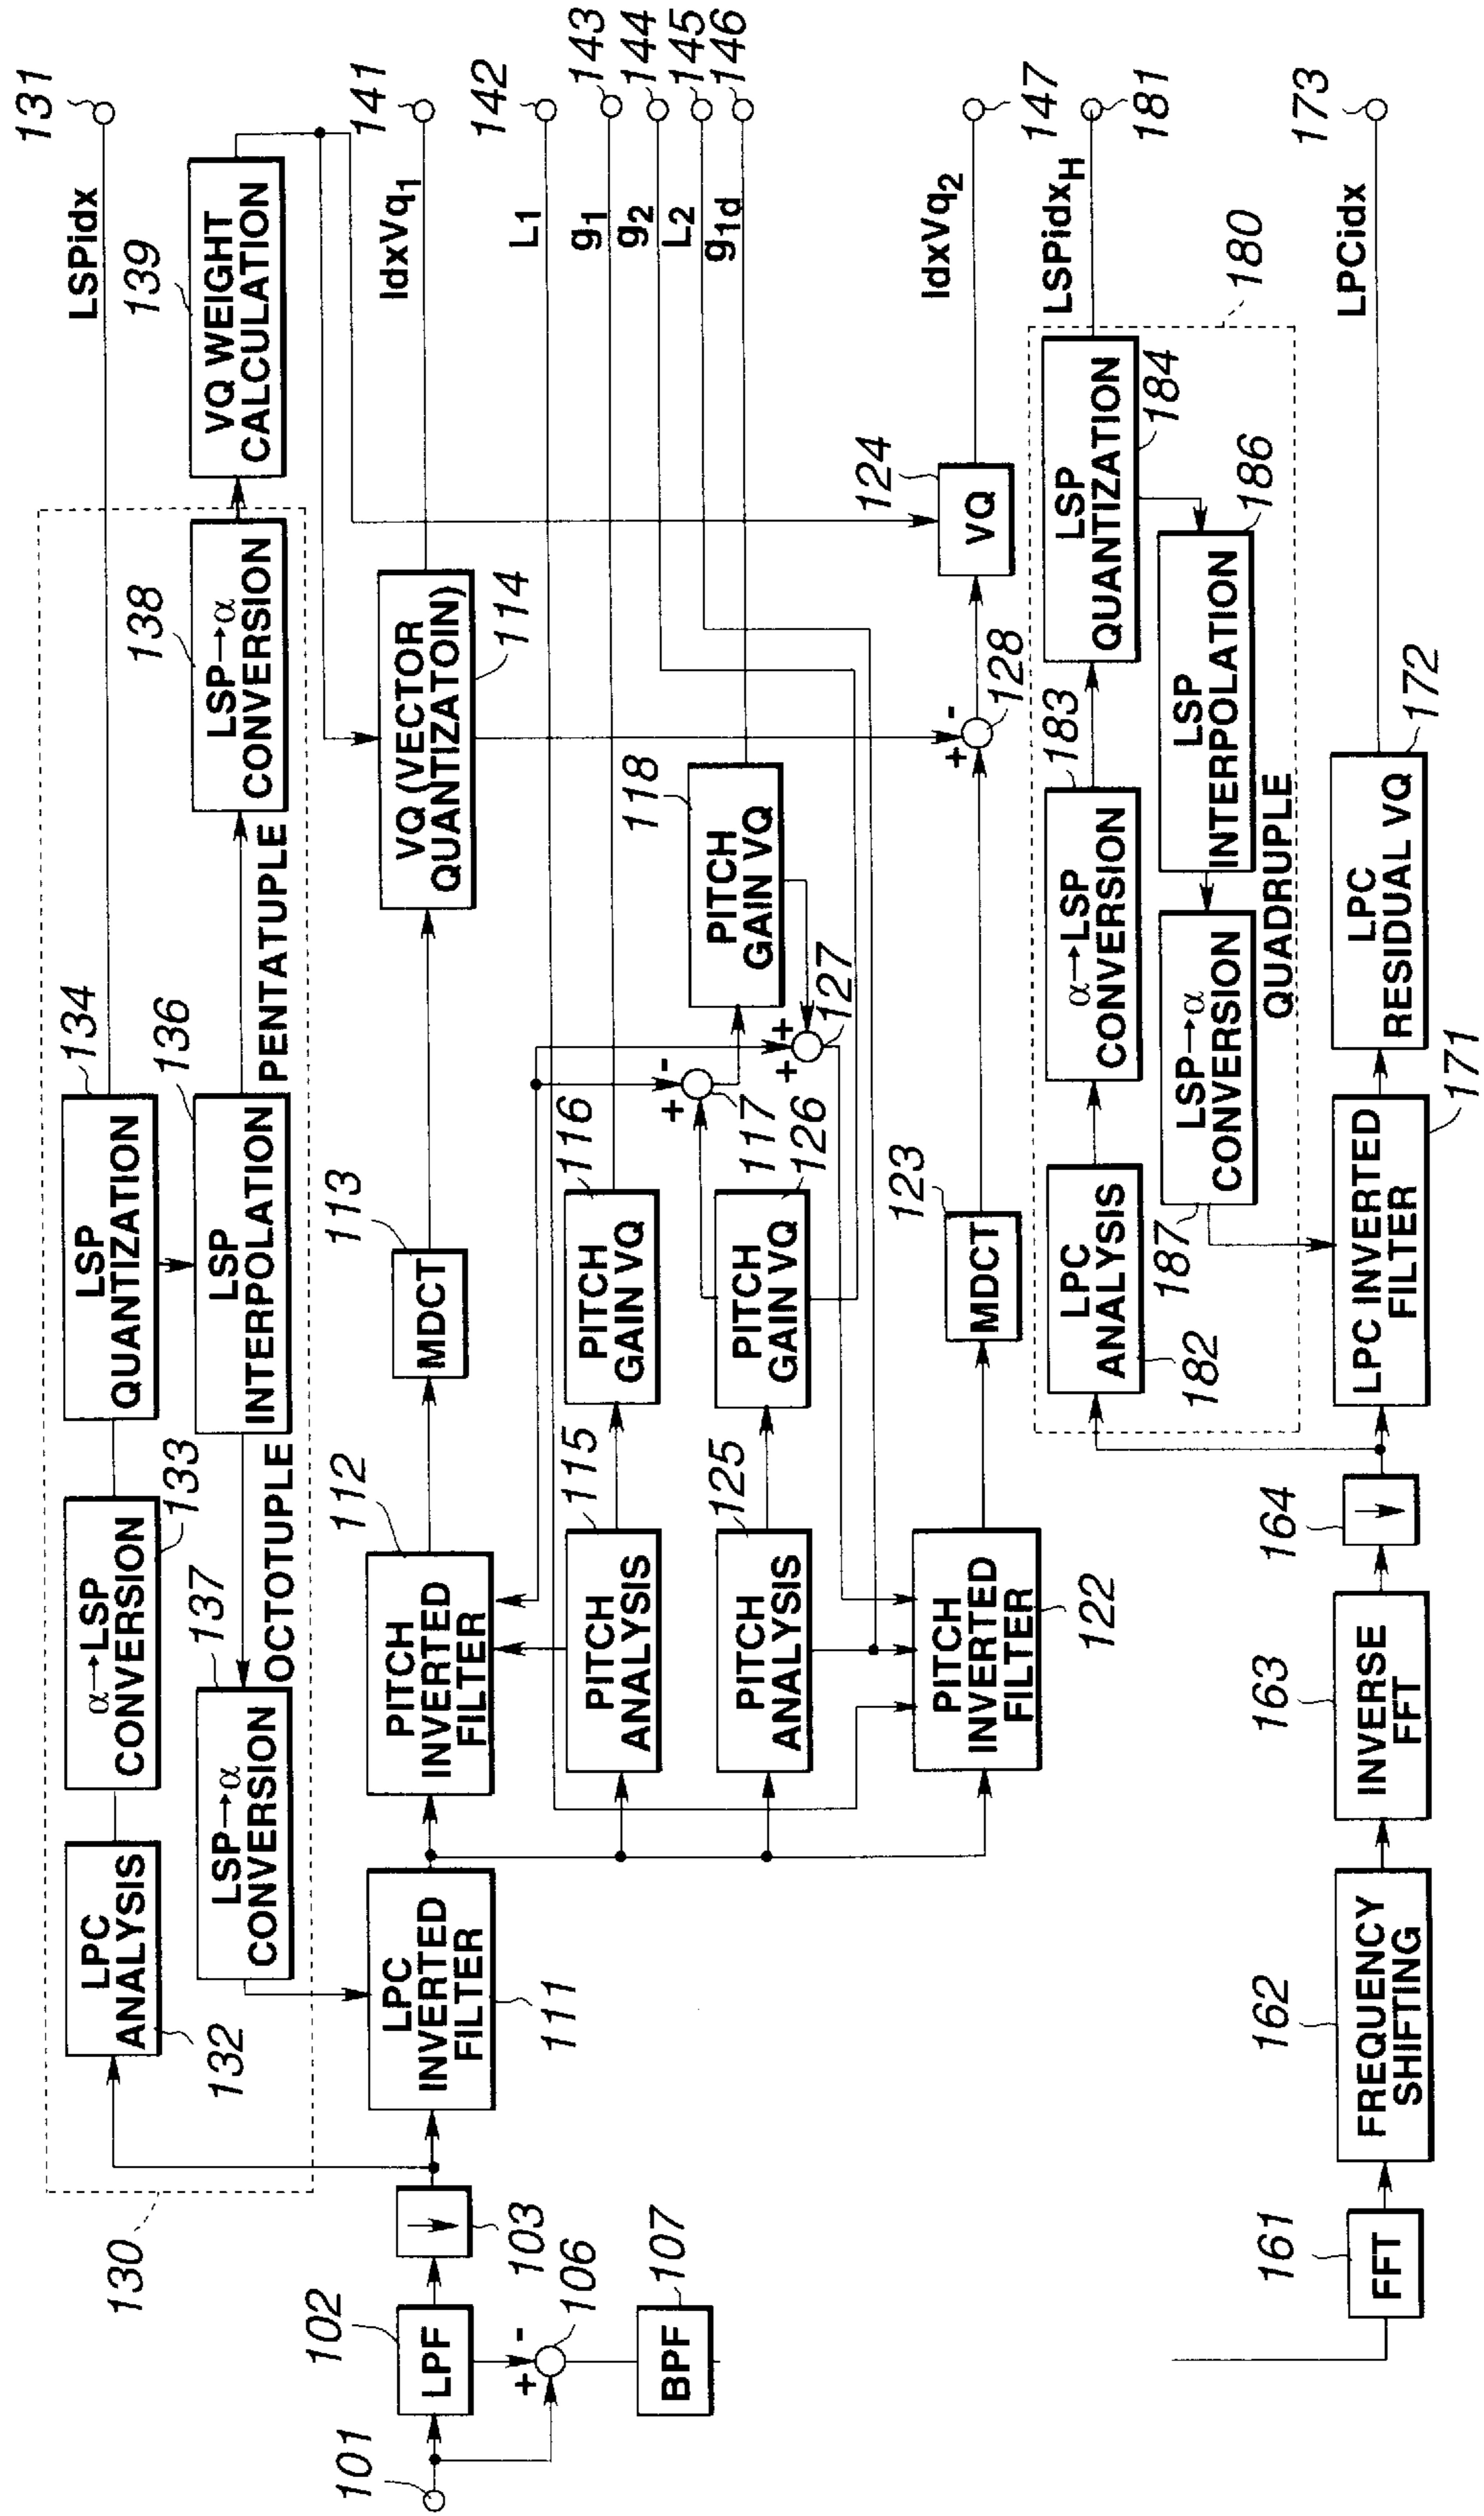 101
LPF
102
103
106
BPF
107
130
LPC
ANALYSIS
132
α→LSP
CONVERSION
133
LSP
QUANTIZATION
134
LSPidx
131
LSP→α
CONVERSION
137
OCTOTUPLE
LSP
INTERPOLATION
136
PENTATUPLE
LSP→α
CONVERSION
138
VQ WEIGHT
CALCULATION
139
LPC
INVERTED
FILTER
111
PITCH
INVERTED
FILTER
112
MDCT
113
VQ (VECTOR
QUANTIZATOIN)
114
IdxVq1
141
L1
142
PITCH
ANALYSIS
115
PITCH
GAIN VQ
116
g1
143
g2
144
L2
145
g1d
146
PITCH
ANALYSIS
125
PITCH
GAIN VQ
126
117
127
PITCH
GAIN VQ
118
+
-
+
-
+
+
+
-
PITCH
INVERTED
FILTER
122
MDCT
123
128
VQ
124
IdxVq2
147
LPC
ANALYSIS
182
α→LSP
CONVERSION
183
LSP
QUANTIZATION
184
LSPidxH
181
180
LSP→α
CONVERSION
187
LSP
INTERPOLATION
186
QUADRUPLE
FFT
161
FREQUENCY
SHIFTING
162
INVERSE
FFT
163
164
LPC INVERTED
FILTER
171
LPC
RESIDUAL VQ
172
LPCidx
173